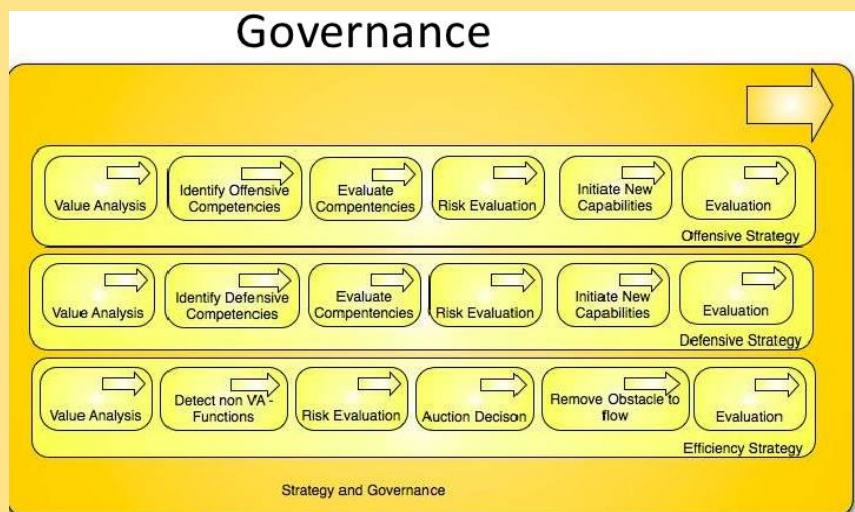 Governance
Value Analysis
Identify Offensive
Competencies
Evaluate
Compentencies
Risk Evaluation
Initiate New
Capabilities
Evaluation
Offensive Strategy
Value Analysis
Identify Defensive
Competencies
Evaluate
Compentencies
Risk Evaluation
Initiate New
Capabilities
Evaluation
Defensive Strategy
Value Analysis
Detect non VA -
Functions
Risk Evaluation
Auction Decison
Remove Obstacle to
flow
Evaluation
Efficiency Strategy
Strategy and Governance